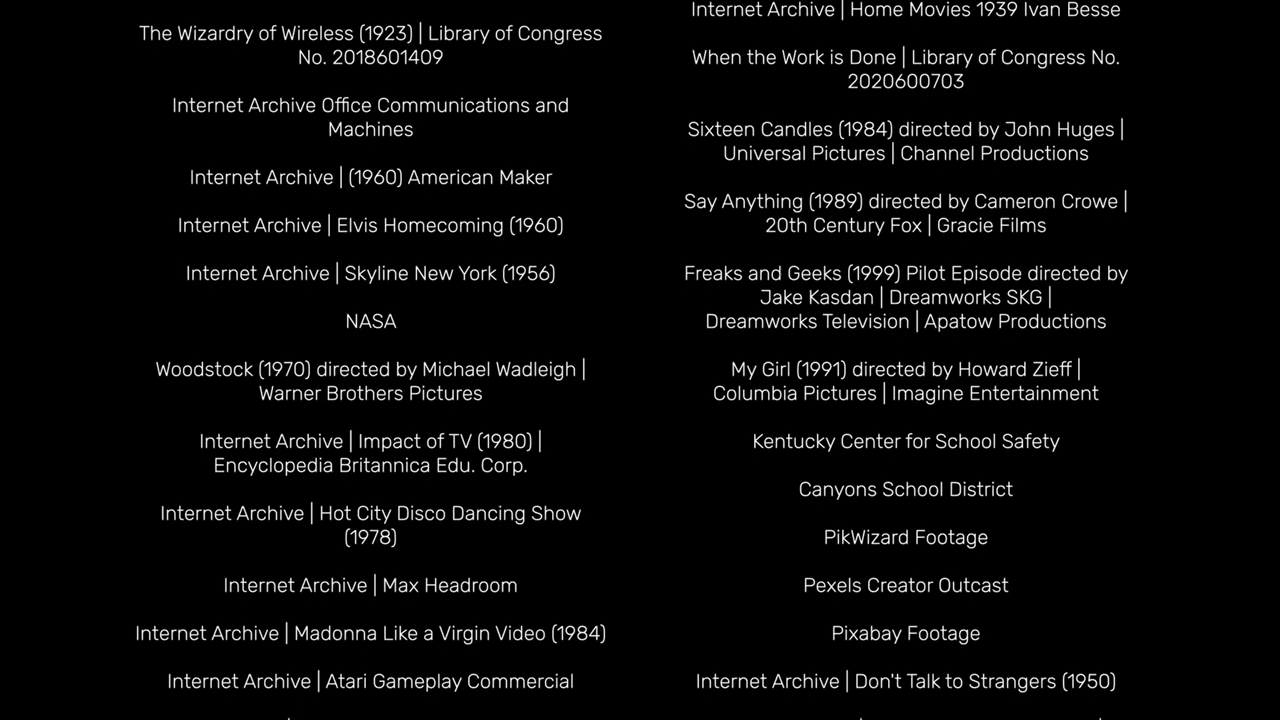 The Wizardry of Wireless (1923) | Library of Congress
No. 2018601409
Internet Archive Office Communications and
Machines
Internet Archive | (1960) American Maker
Internet Archive | Elvis Homecoming (1960)
Internet Archive | Skyline New York (1956)
NASA
Woodstock (1970) directed by Michael Wadleigh |
Warner Brothers Pictures
Internet Archive | Impact of TV (1980) |
Encyclopedia Britannica Edu. Corp.
Internet Archive | Hot City Disco Dancing Show
(1978)
Internet Archive | Max Headroom
Internet Archive | Madonna Like a Virgin Video (1984)
Internet Archive | Atari Gameplay Commercial
Internet Archive | Home Movies 1939 Ivan Besse
When the Work is Done | Library of Congress No.
2020600703
Sixteen Candles (1984) directed by John Huges |
Universal Pictures | Channel Productions
Say Anything (1989) directed by Cameron Crowe |
20th Century Fox | Gracie Films
Freaks and Geeks (1999) Pilot Episode directed by
Jake Kasdan | Dreamworks SKG |
Dreamworks Television | Apatow Productions
My Girl (1991) directed by Howard Zieff |
Columbia Pictures | Imagine Entertainment
Kentucky Center for School Safety
Canyons School District
PikWizard Footage
Pexels Creator Outcast
Pixabay Footage
Internet Archive | Don't Talk to Strangers (1950)